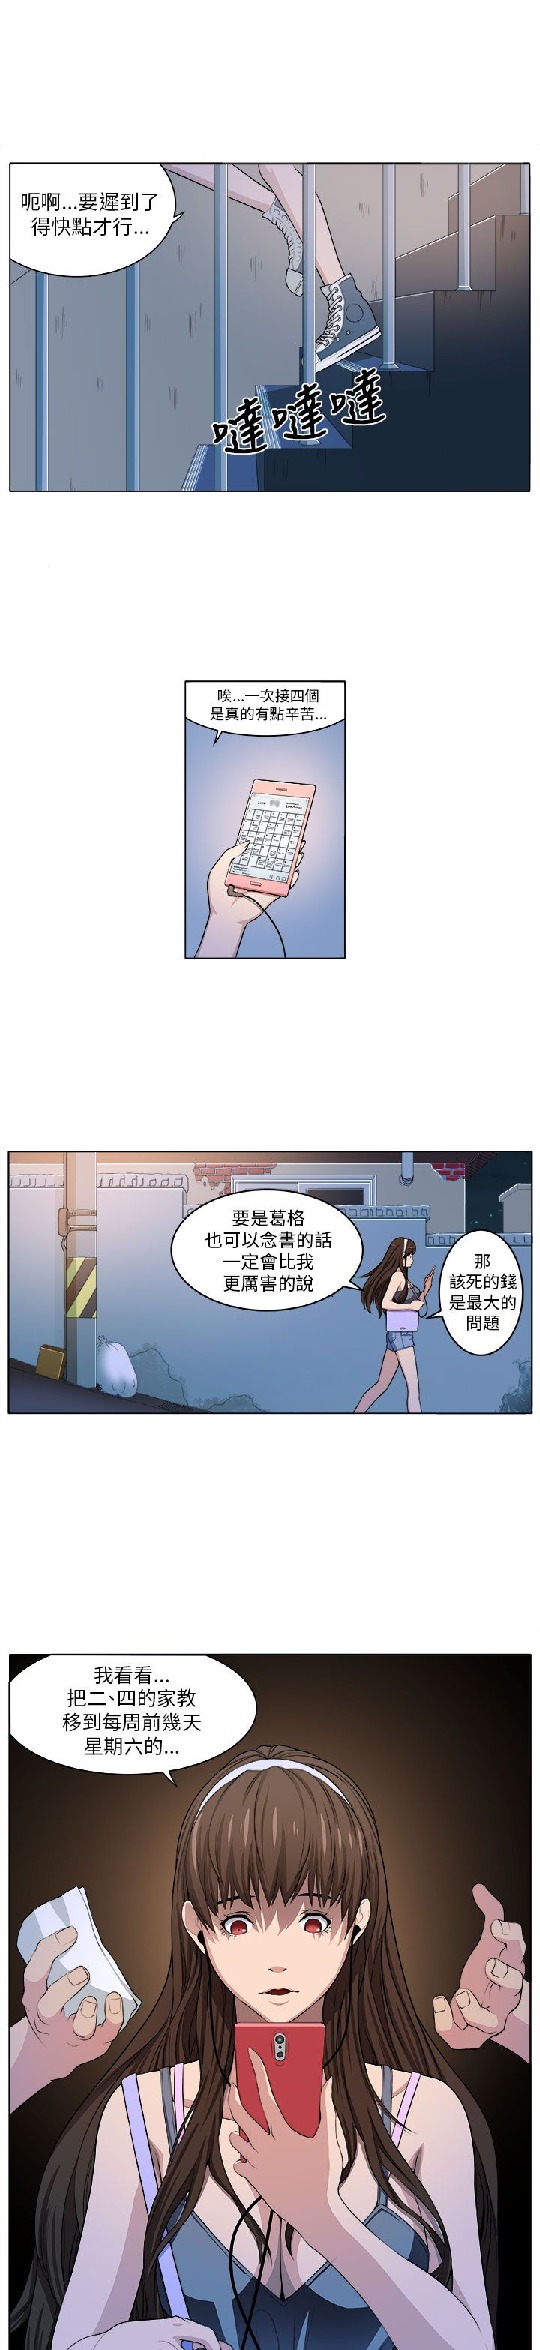 呃啊...要遲到了
得快點才行...
噠噠噠
唉...一次接四個
是真的有點辛苦...
要是葛格
也可以念書的話
一定會比我
更厲害的說
那
該死的錢
是最大的
問題
我看看...
把二、四的家教
移到每周前幾天
星期六的...